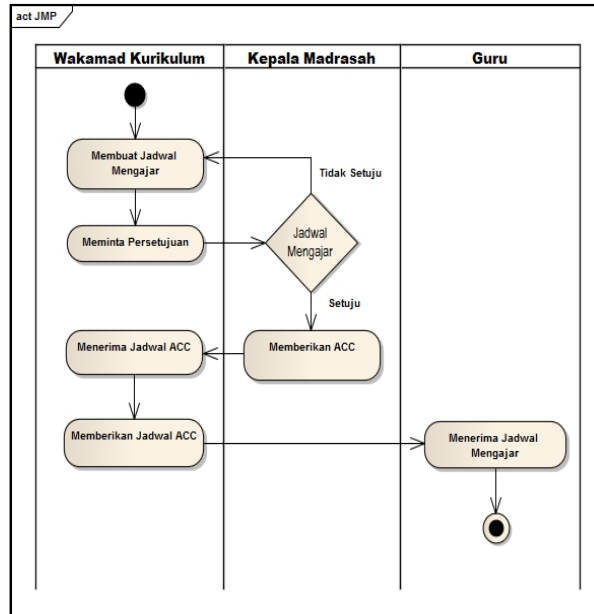 act JMP
Wakamad Kurikulum
Kepala Madrasah
Guru
Membuat Jadwal
Mengajar
Tidak Setuju
Meminta Persetujuan
Jadwal
Mengajar
Setuju
Menerima Jadwal ACC
Memberikan ACC
Memberikan Jadwal ACC
Menerima Jadwal
Mengajar